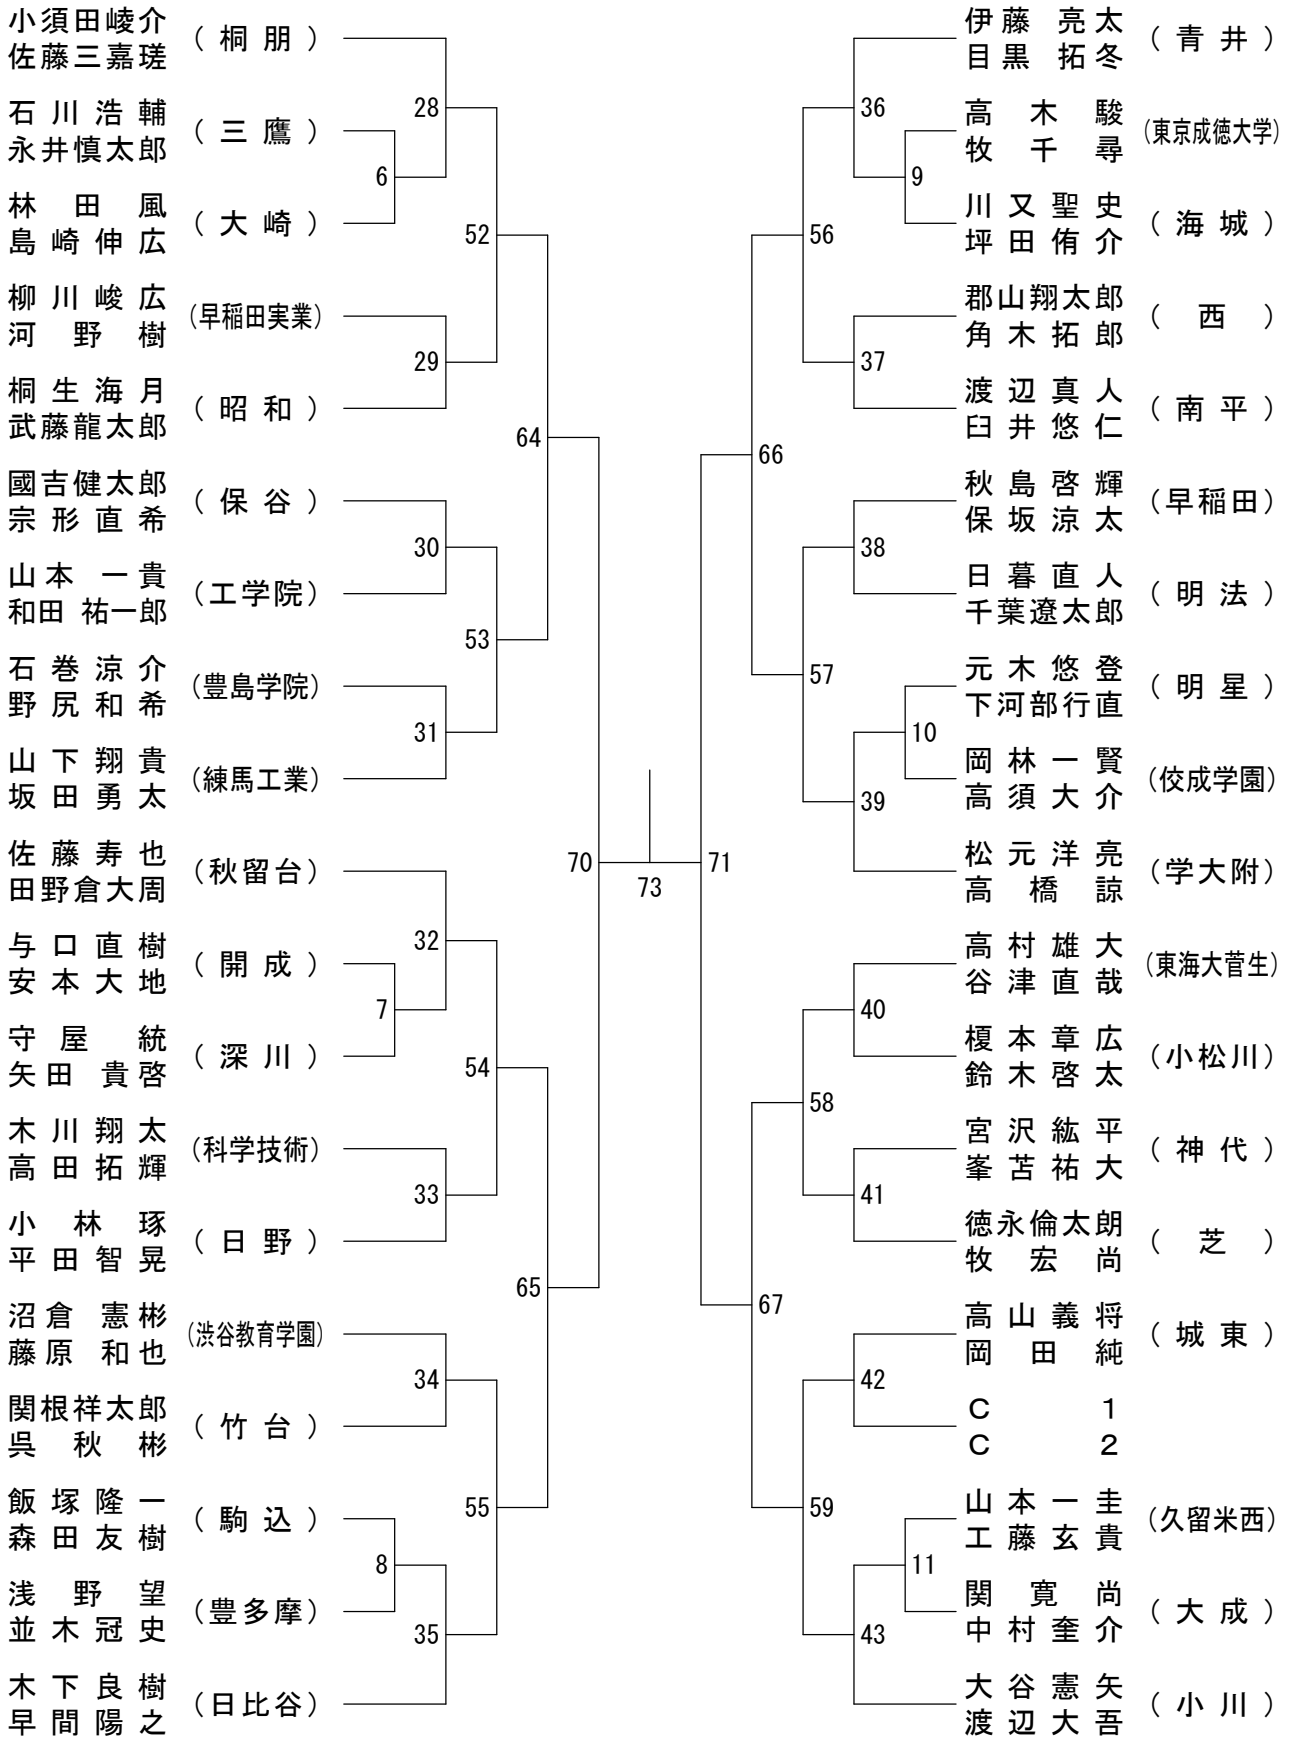 小須田崚介
佐藤三嘉瑳
（桐朋）
石川浩輔
永井慎太郎
（三鷹）
林田風
島崎伸広
（大崎）
柳川峻広
河野樹
（早稲田実業）
桐生海月
武藤龍太郎
（昭和）
國吉健太郎
宗形直希
（保谷）
山本一貴
和田祐一郎
（工学院）
石巻涼介
野尻和希
（豊島学院）
山下翔貴
坂田勇太
（練馬工業）
佐藤寿也
田野倉大周
（秋留台）
与口直樹
安本大地
（開成）
守屋統
矢田貴啓
（深川）
木川翔太
高田拓輝
（科学技術）
小林琢
平田智晃
（日野）
沼倉憲彬
藤原和也
（渋谷教育学園）
関根祥太郎
呉秋彬
（竹台）
飯塚隆一
森田友樹
（駒込）
浅野望
並木冠史
（豊多摩）
木下良樹
早間陽之
（日比谷）
6
7
8
28
29
30
31
32
33
34
35
52
53
54
55
64
65
70
73
71
66
67
56
57
58
59
36
37
38
39
40
41
42
43
9
10
11
伊藤亮太
目黒拓冬
（青井）
高木駿
牧千尋
（東京成徳大学）
川又聖史
坪田侑介
（海城）
郡山翔太郎
角木拓郎
（西）
渡辺真人
臼井悠仁
（南平）
秋島啓輝
保坂涼太
（早稲田）
日暮直人
千葉遼太郎
（明法）
元木悠登
下河部行直
（明星）
岡林一賢
高須大介
（佼成学園）
松元洋亮
高橋諒
（学大附）
高村雄大
谷津直哉
（東海大菅生）
榎本章広
鈴木啓太
（小松川）
宮沢紘平
峯苫祐大
（神代）
徳永倫太朗
牧宏尚
（芝）
高山義将
岡田純
（城東）
C 1
C 2
山本一圭
工藤玄貴
（久留米西）
関寛尚
中村奎介
（大成）
大谷憲矢
渡辺大吾
（小川）